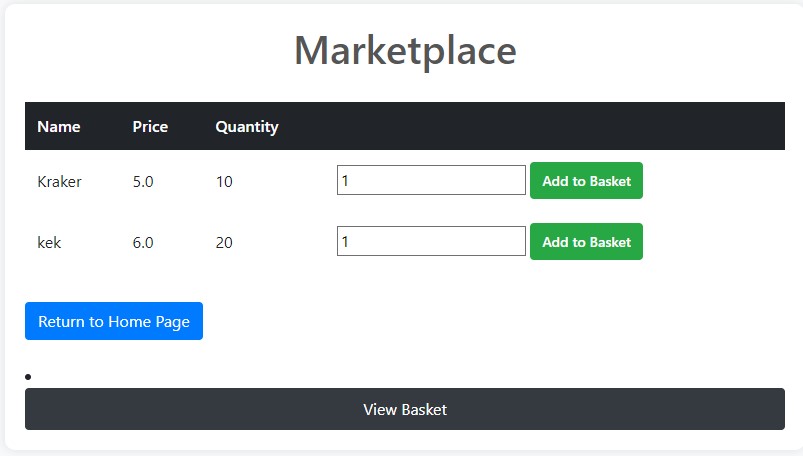 Marketplace
Name Price Quantity
Kraker 5.0 10 1 Add to Basket
kek 6.0 20 1 Add to Basket
Return to Home Page
View Basket